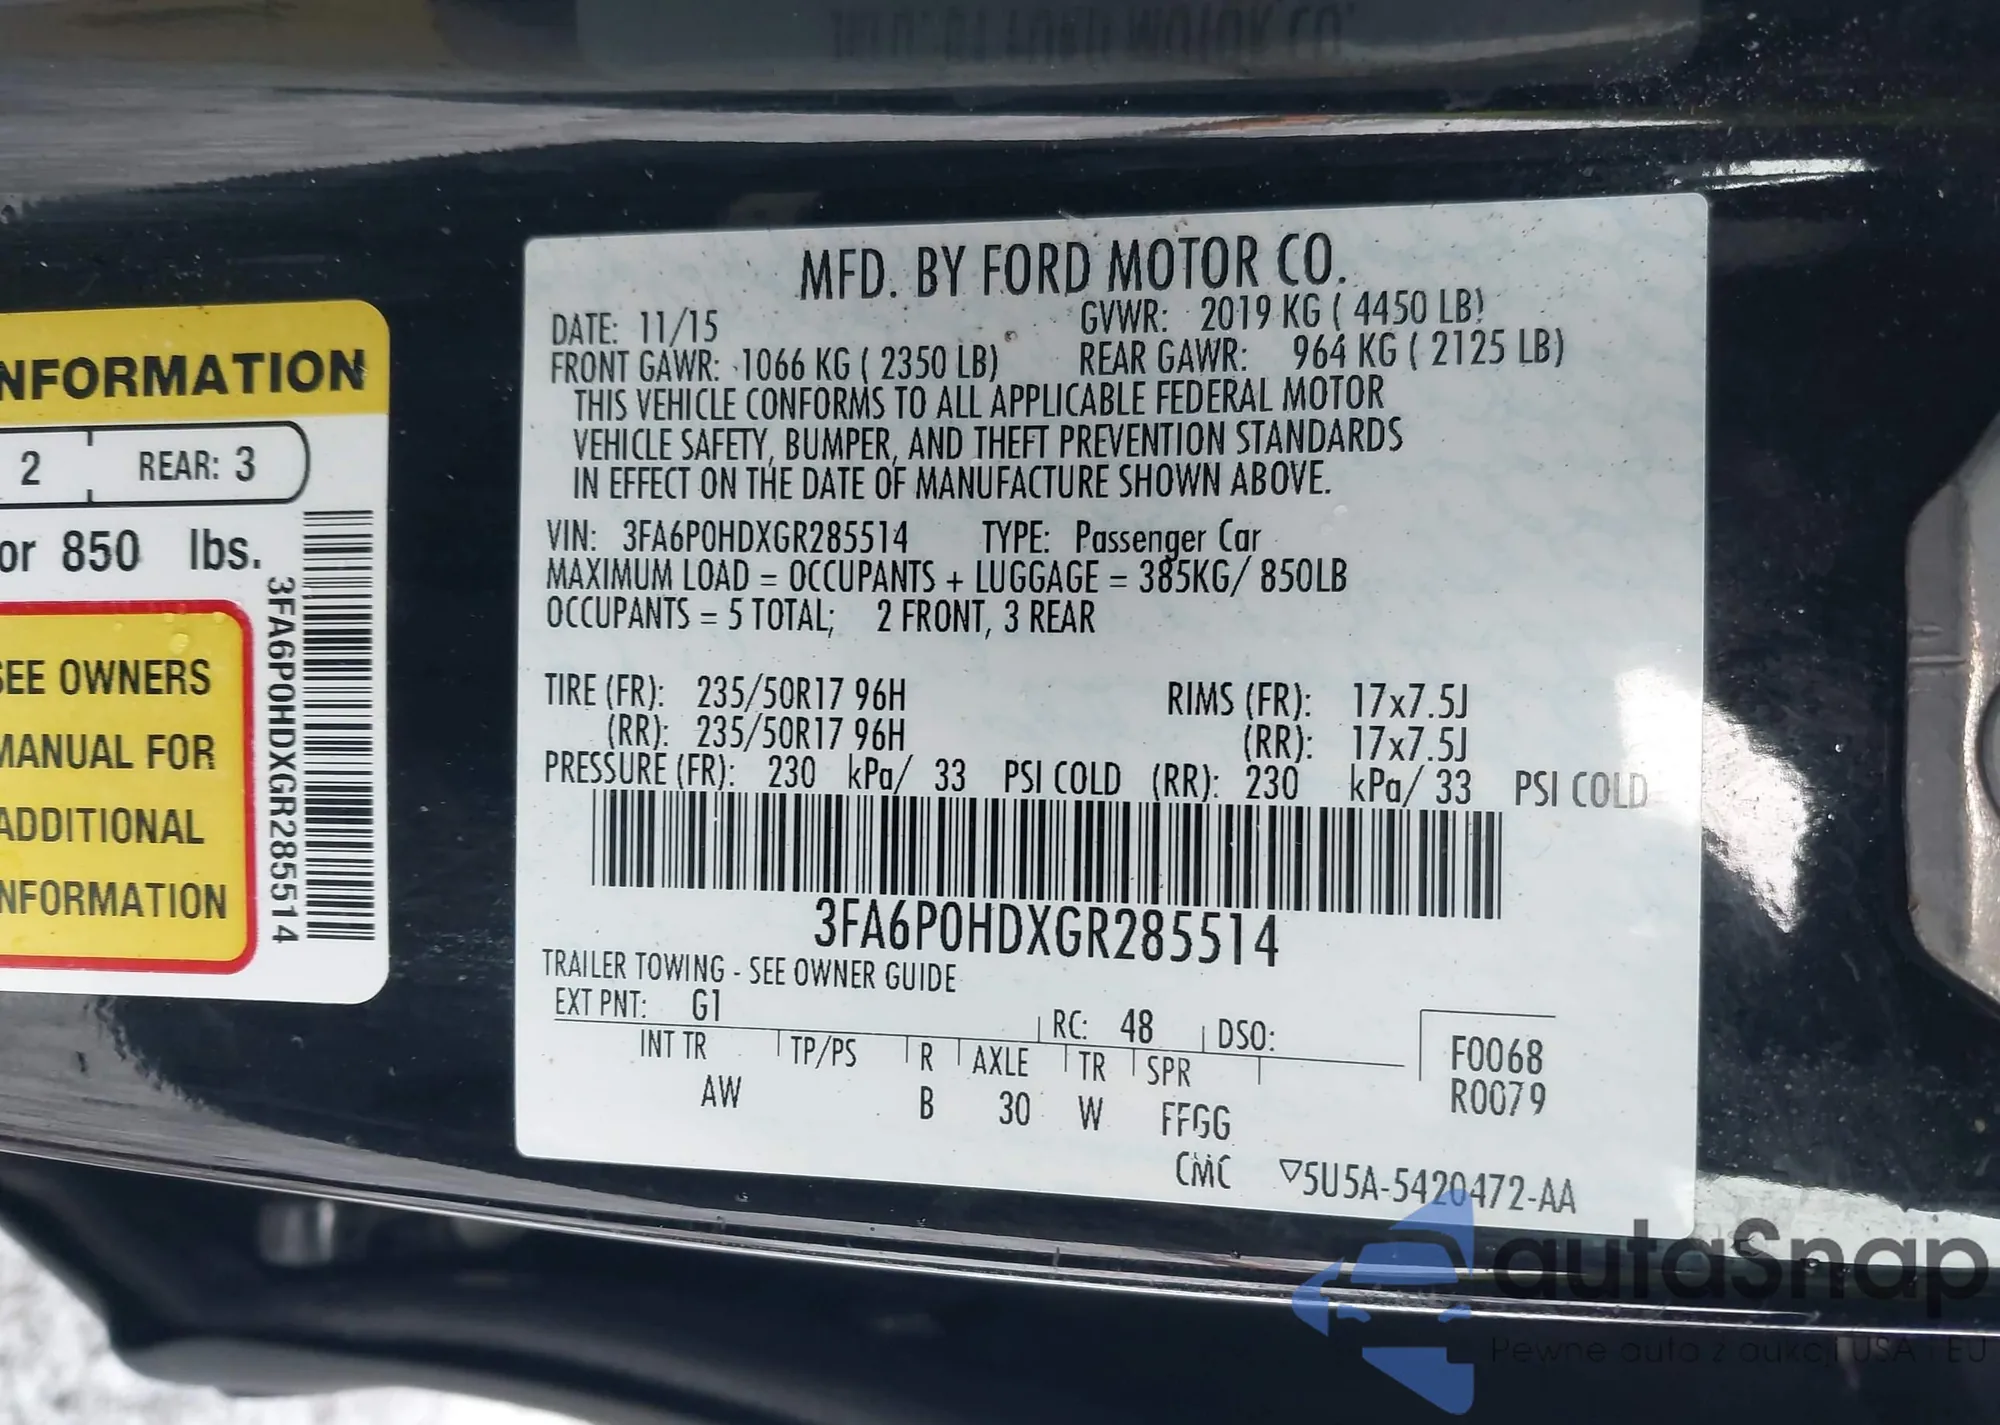 MFD. BY FORD MOTOR CO.
DATE: 11/15
GVWR: 2019 KG ( 4450 LB)
FRONT GAWR: 1066 KG ( 2350 LB)
REAR GAWR: 964 KG ( 2125 LB)
THIS VEHICLE CONFORMS TO ALL APPLICABLE FEDERAL MOTOR
VEHICLE SAFETY, BUMPER, AND THEFT PREVENTION STANDARDS
IN EFFECT ON THE DATE OF MANUFACTURE SHOWN ABOVE.
VIN: 3FA6P0HDXGR285514 TYPE: Passenger Car
MAXIMUM LOAD = OCCUPANTS + LUGGAGE = 385KG/ 850LB
OCCUPANTS = 5 TOTAL; 2 FRONT, 3 REAR
TIRE (FR): 235/50R17 96H RIMS (FR): 17x7.5J
(RR): 235/50R17 96H (RR): 17x7.5J
PRESSURE (FR): 230 kPa/ 33 PSI COLD (RR): 230 kPa/ 33 PSI COLD
3FA6P0HDXGR285514
TRAILER TOWING - SEE OWNER GUIDE
EXT PNT: G1 RC: 48 DSO:
INT TR TP/PS R AXLE TR SPR
AW B 30 W FFGG
F0068
R0079
CMC ▽5U5A-5420472-AA
NFORMATION
2 REAR: 3
or 850 lbs.
SEE OWNERS
MANUAL FOR
ADDITIONAL
NFORMATION
3FA6P0HDXGR285514
autaSnap
Pewne auto z aukcji USA i EU